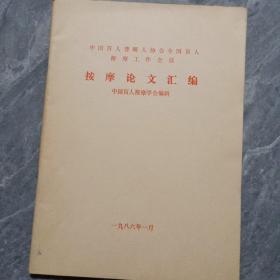 中国盲人聋哑人协会全国盲人
按摩工作会议
按摩论文汇编
中国盲人按摩学会编辑
一九八六年一月